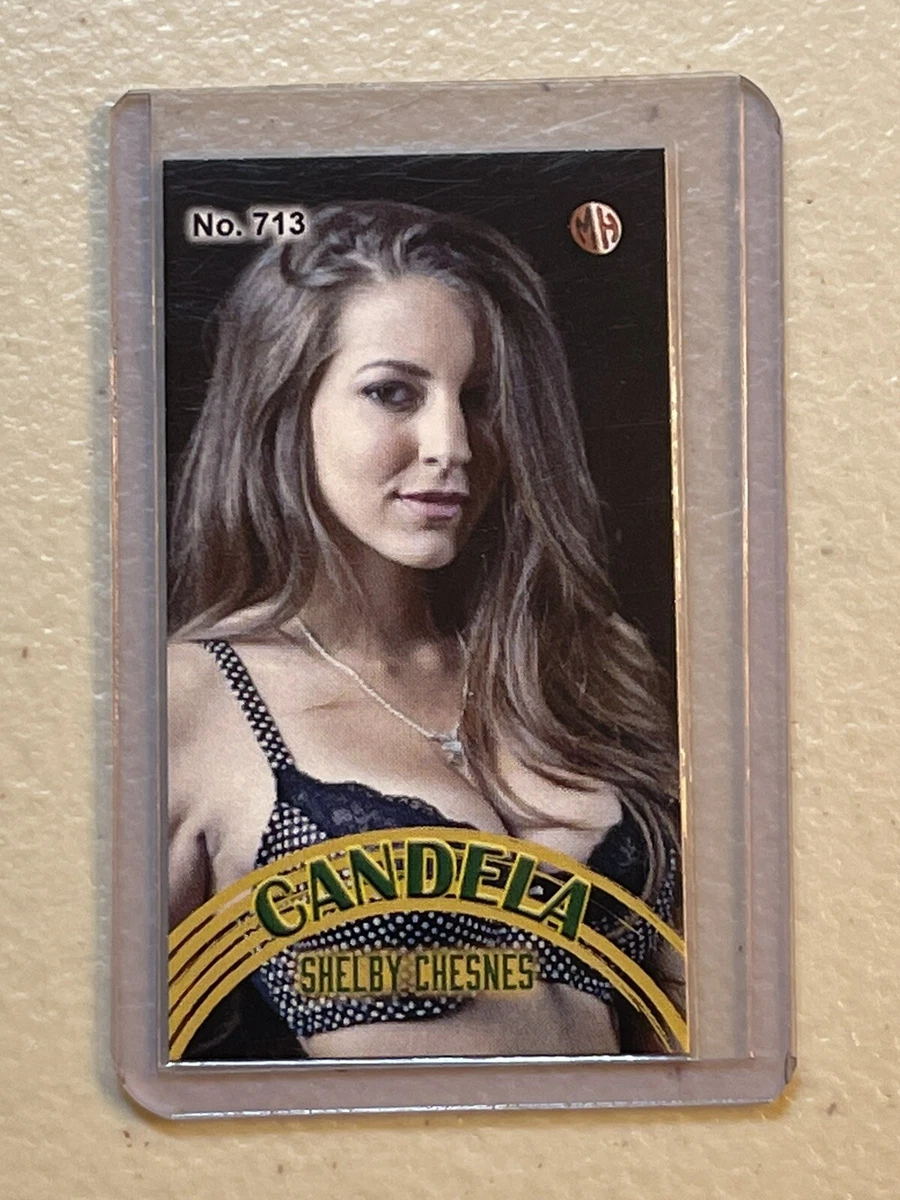 No. 713
MH
CANDELA
SHELBY CHESNES